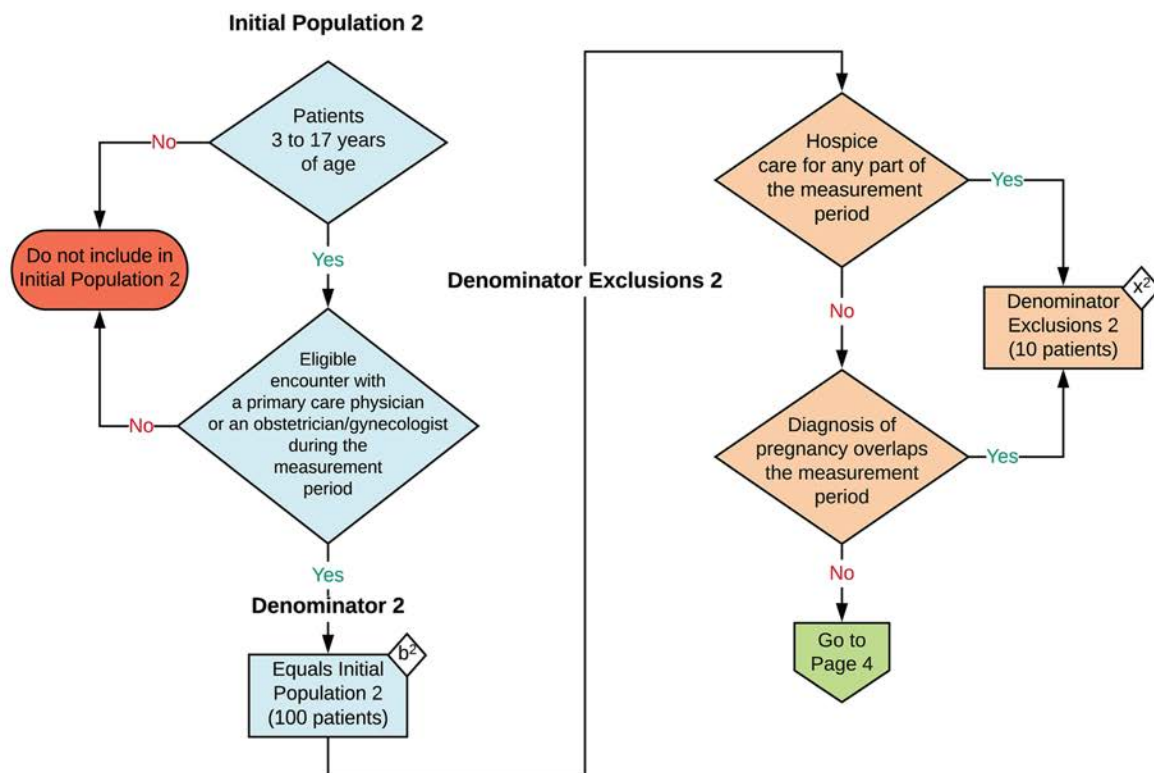 Initial Population 2
Patients
3 to 17 years
of age
No
Do not include in
Initial Population 2
Yes
Eligible
encounter with
a primary care physician
or an obstetrician/gynecologist
during the
measurement
period
No
Yes
Denominator 2
b²
Equals Initial
Population 2
(100 patients)
Denominator Exclusions 2
Hospice
care for any part of
the measurement
period
Yes
No
x²
Denominator
Exclusions 2
(10 patients)
Diagnosis of
pregnancy overlaps
the measurement
period
Yes
No
Go to
Page 4